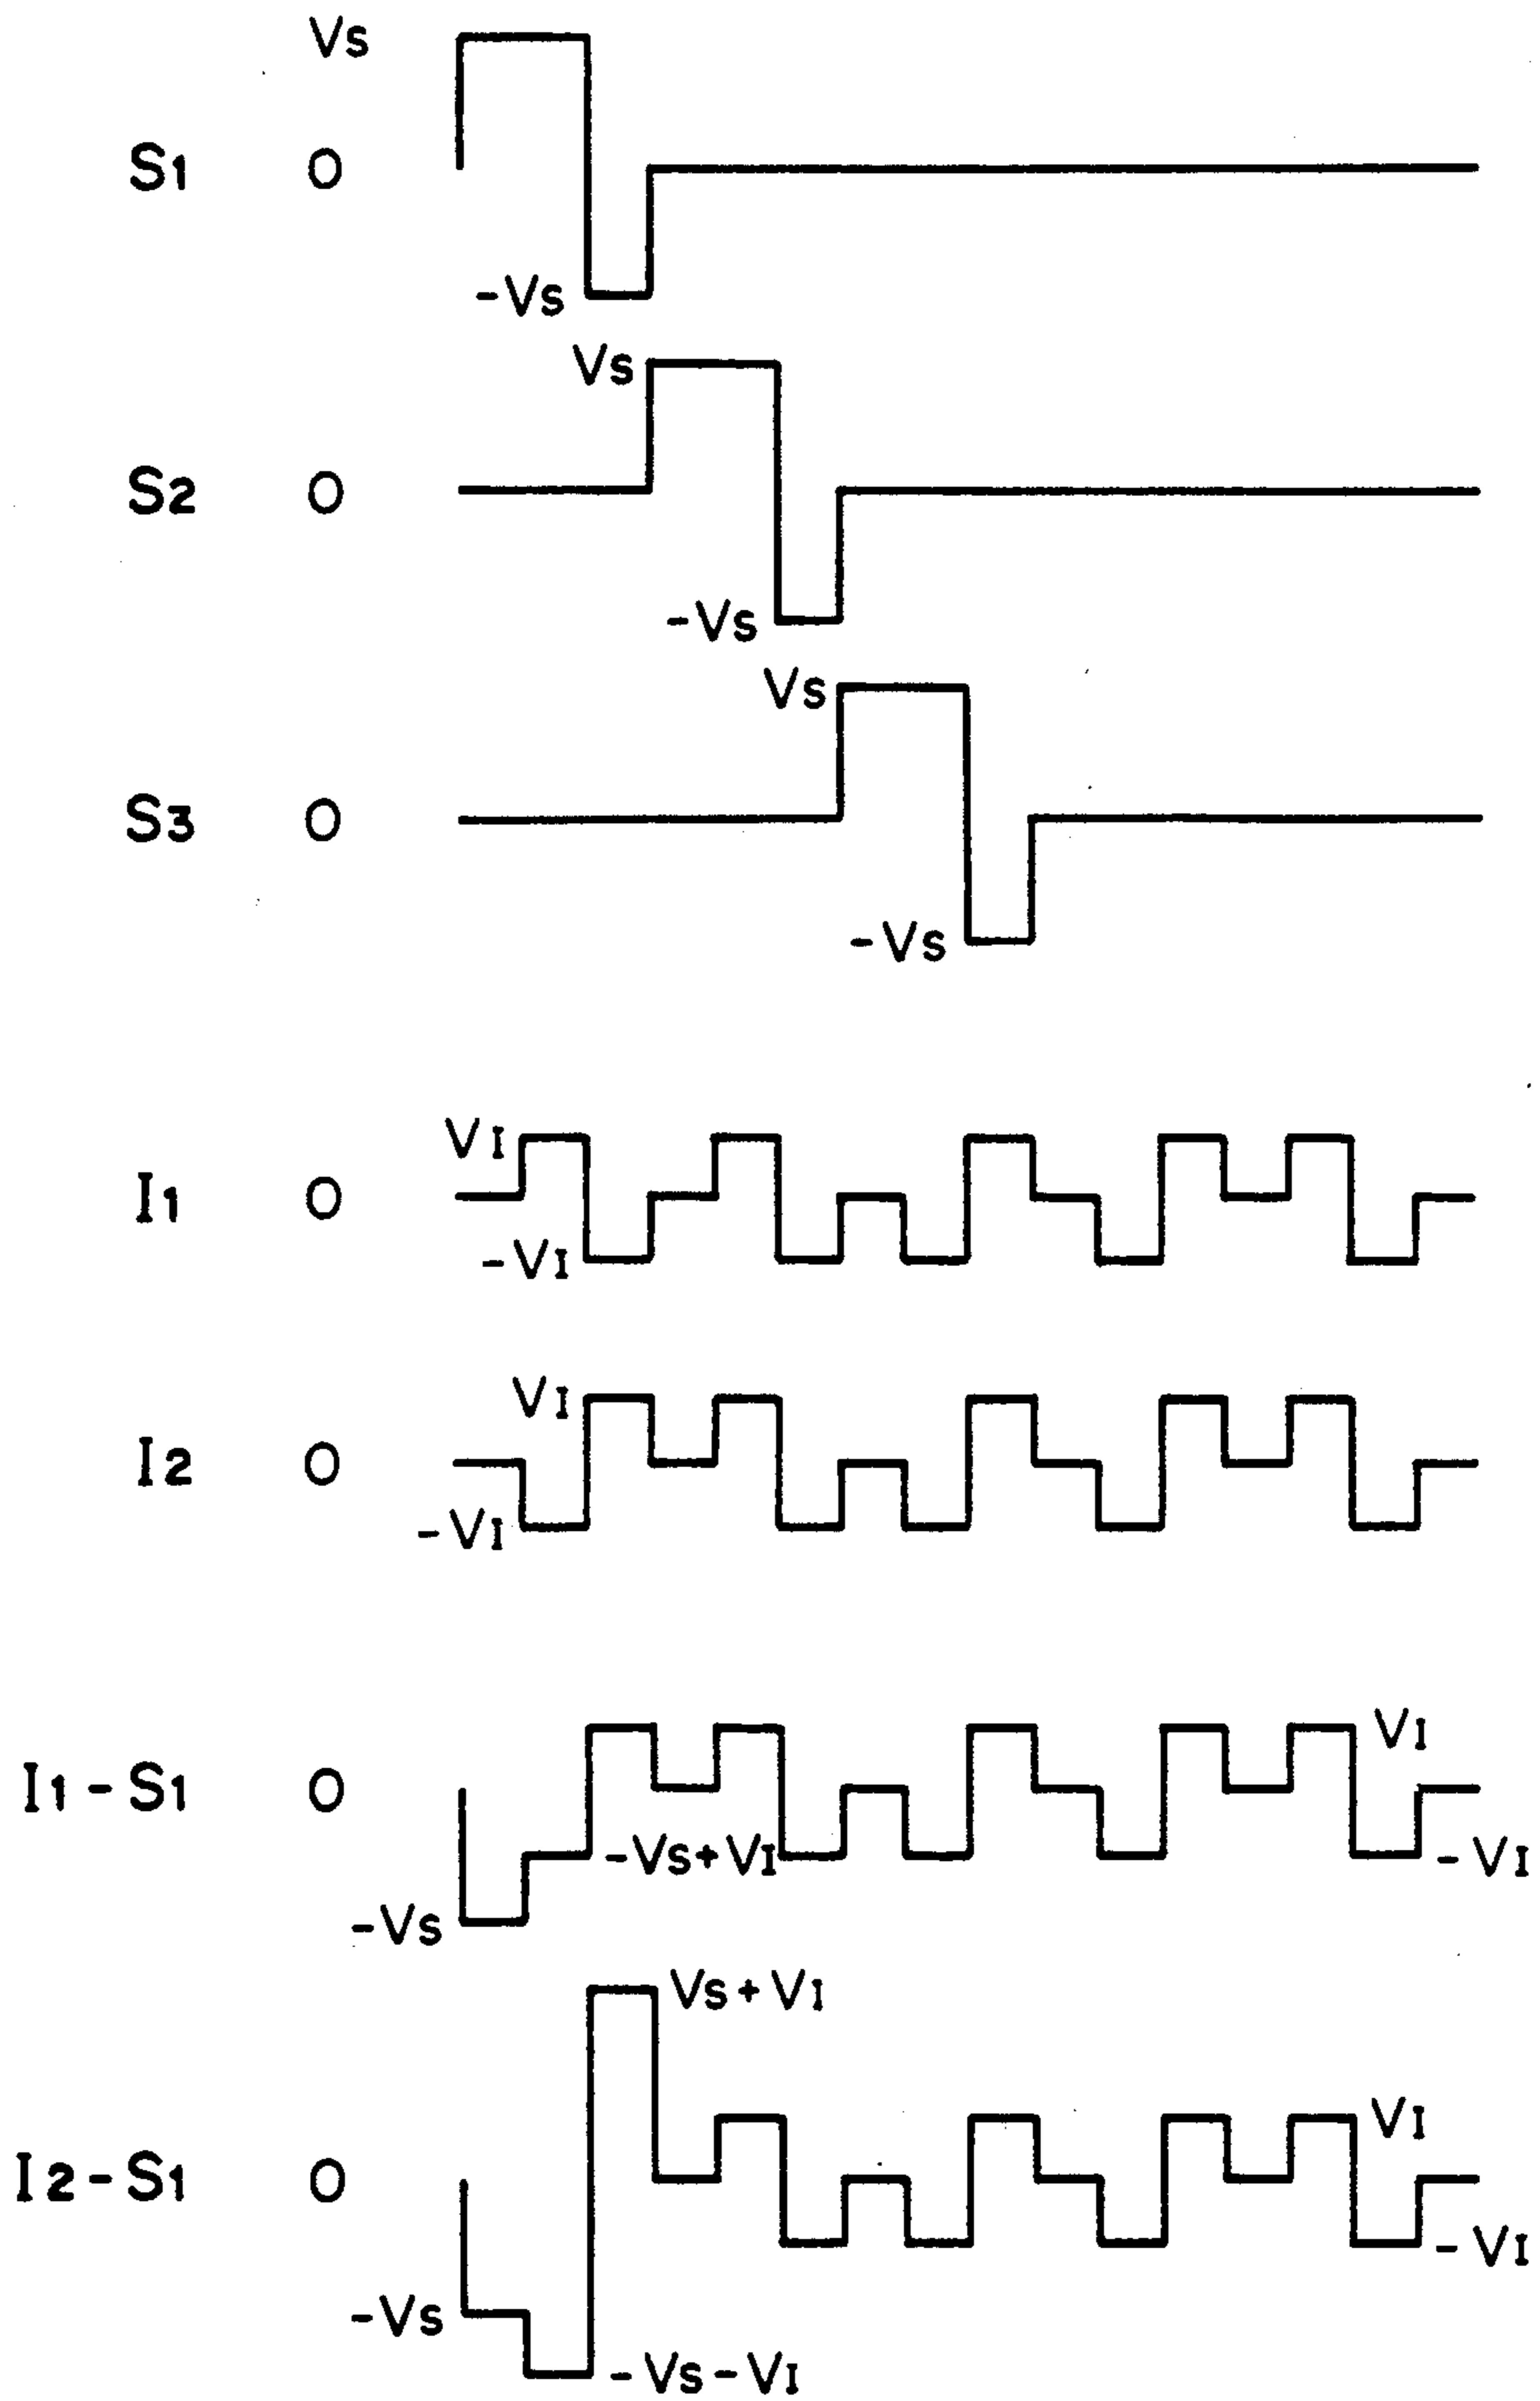 Vs
S1 0
-Vs
Vs
S2 0
-Vs
Vs
S3 0
-Vs
VI
I1 0
-VI
VI
I2 0
-VI
VI
I1-S1 0
-Vs+VI
-VI
-Vs
Vs+VI
VI
I2-S1 0
-VI
-Vs
-Vs-VI